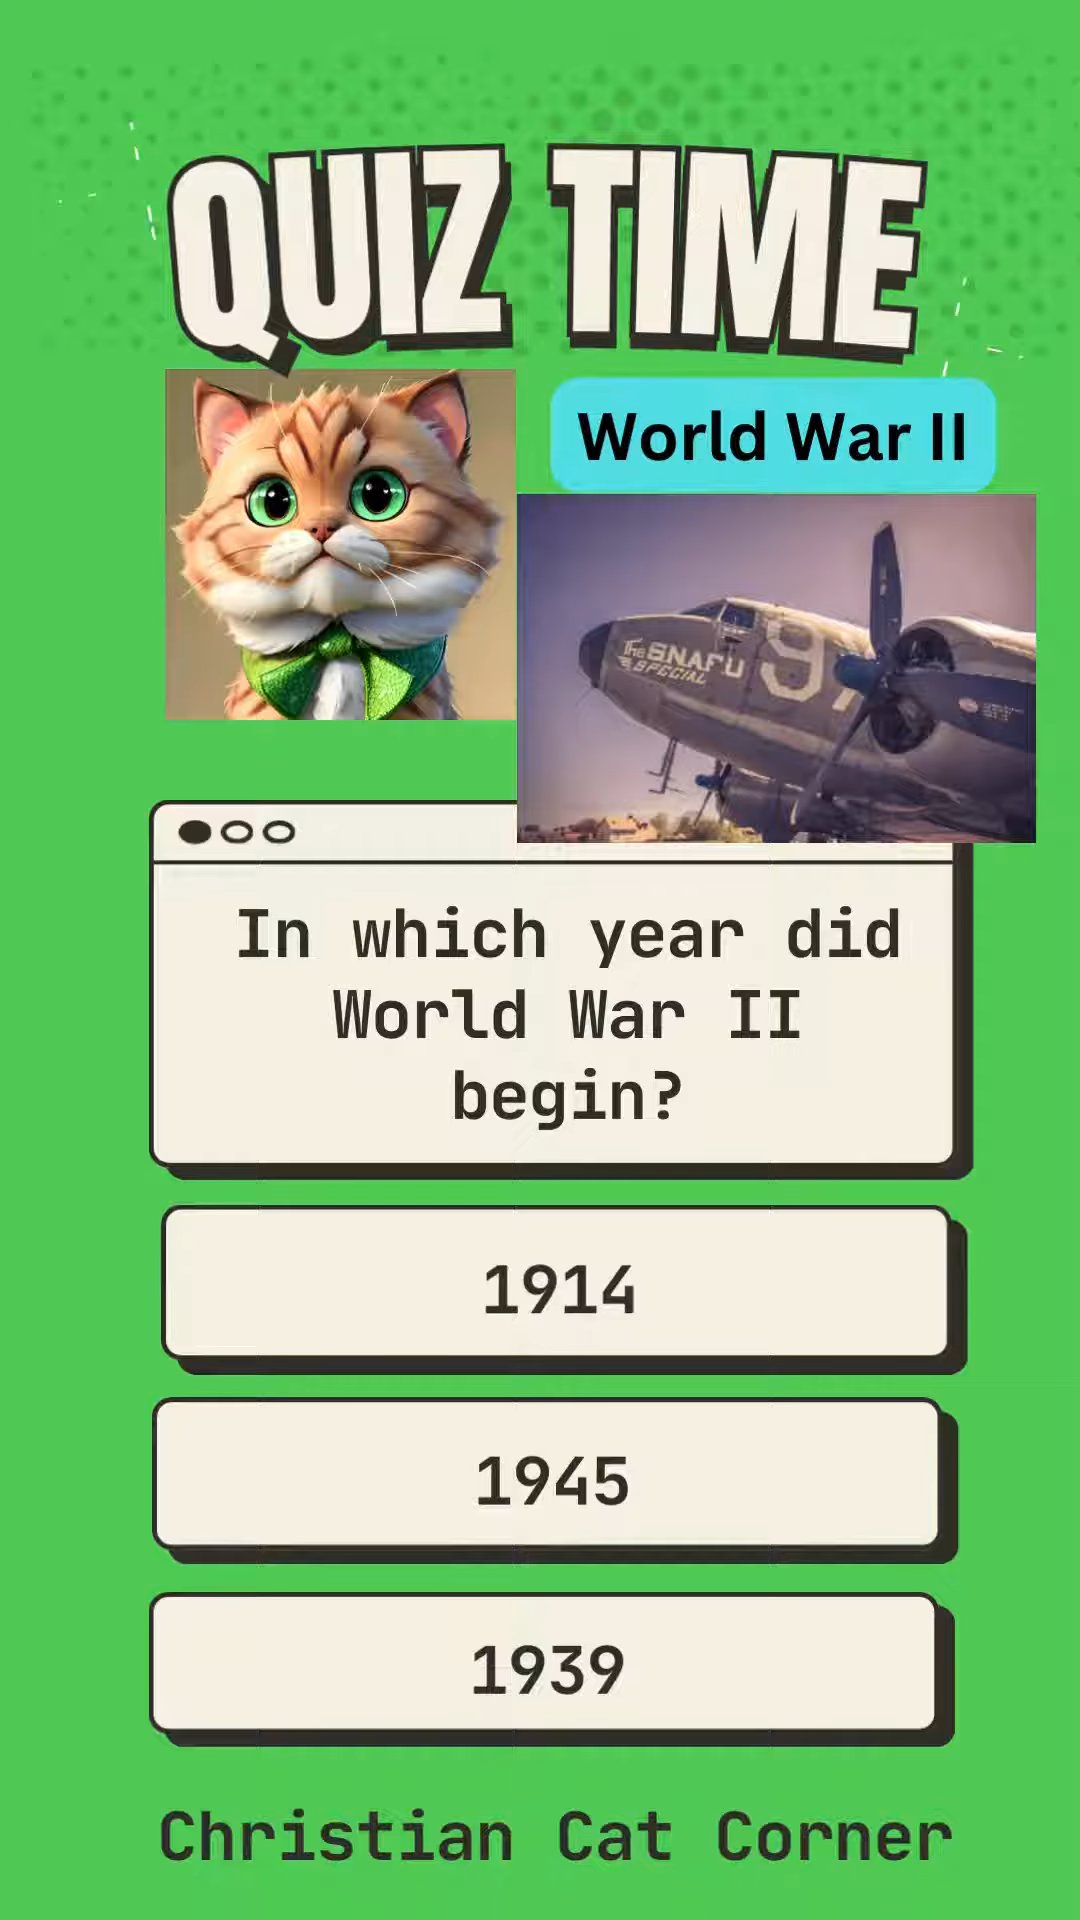 QUIZ TIME
World War II
The SNAFU
SPECIAL
97
In which year did
World War II
begin?
1914
1945
1939
Christian Cat Corner